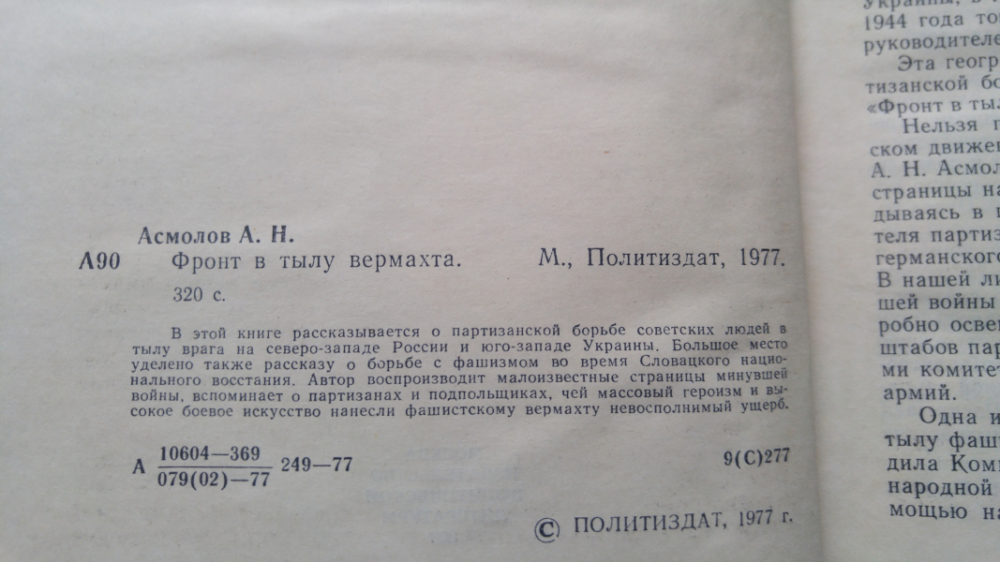 Асмолов А. Н.
А90 Фронт в тылу вермахта. М., Политиздат, 1977.
320 с.
В этой книге рассказывается о партизанской борьбе советских людей в
тылу врага на северо-западе России и юго-западе Украины. Большое место
уделено также рассказу о борьбе с фашизмом во время Словацкого нацио-
нального восстания. Автор воспроизводит малоизвестные страницы минувшей
войны, вспоминает о партизанах и подпольщиках, чей массовый героизм и вы-
сокое боевое искусство нанесли фашистскому вермахту невосполнимый ущерб.
10604—369
А 249—77 9(С)277
079(02)—77
© ПОЛИТИЗДАТ, 1977 г.
Украины, в
1944 года
руководителе
Эта геогр
тизанской бо
«Фронт в ты
Нельзя
ском движе
А. Н. Асмол
страницы на
дываясь в
теля партиз
германского
В нашей ли
шей войны
робно осве
штабов пар
ми комитет
армий.
Одна и
тылу фаш
дила Ком
народной
мощью на